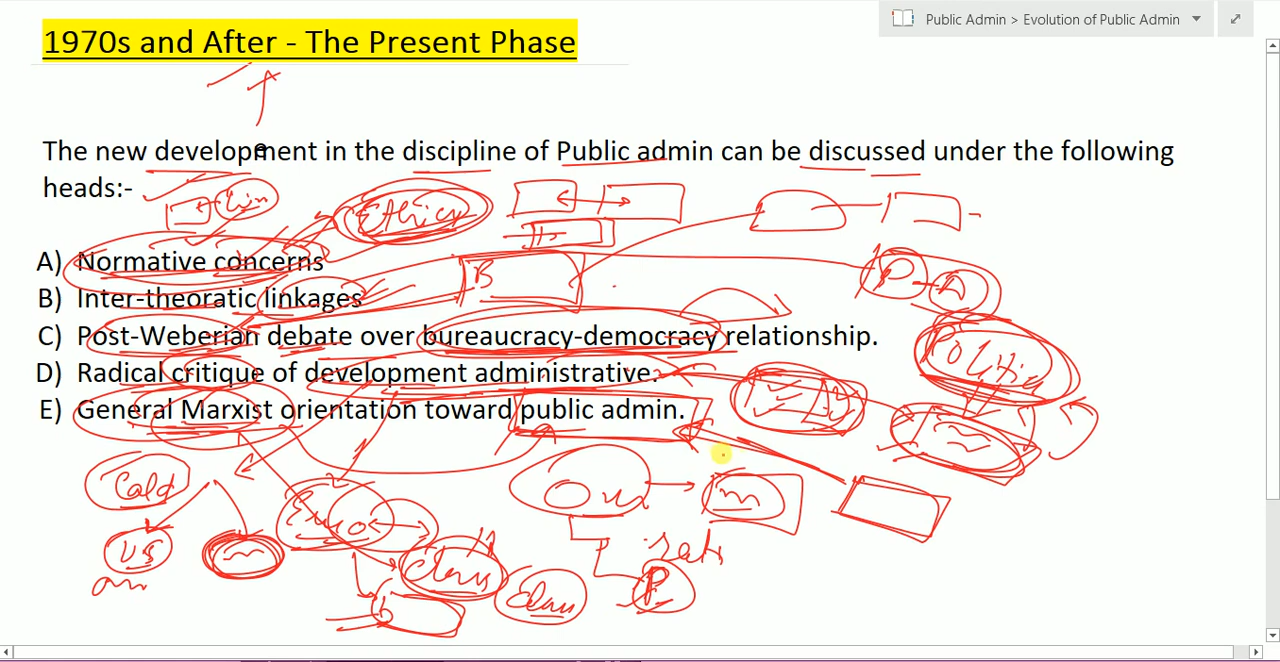 Public Admin > Evolution of Public Admin
1970s and After - The Present Phase
The new development in the discipline of Public admin can be discussed under the following
heads:-
Ethics
A) Normative concerns
B
P - A
B) Inter-theoratic linkages
C) Post-Weberian debate over bureaucracy-democracy relationship.
D) Radical critique of development administrative.
E) General Marxist orientation toward public admin.
Cold
US
m
Class
Class
P
b